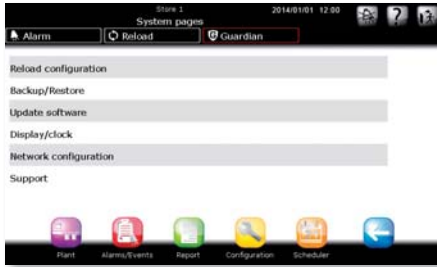 Store 1
2014/01/01 12:00
System pages
?
Alarm
Reload
Guardian
Reload configuration
Backup/Restore
Update software
Display/clock
Network configuration
Support
Plant
Alarms/Events
Report
Configuration
Scheduler